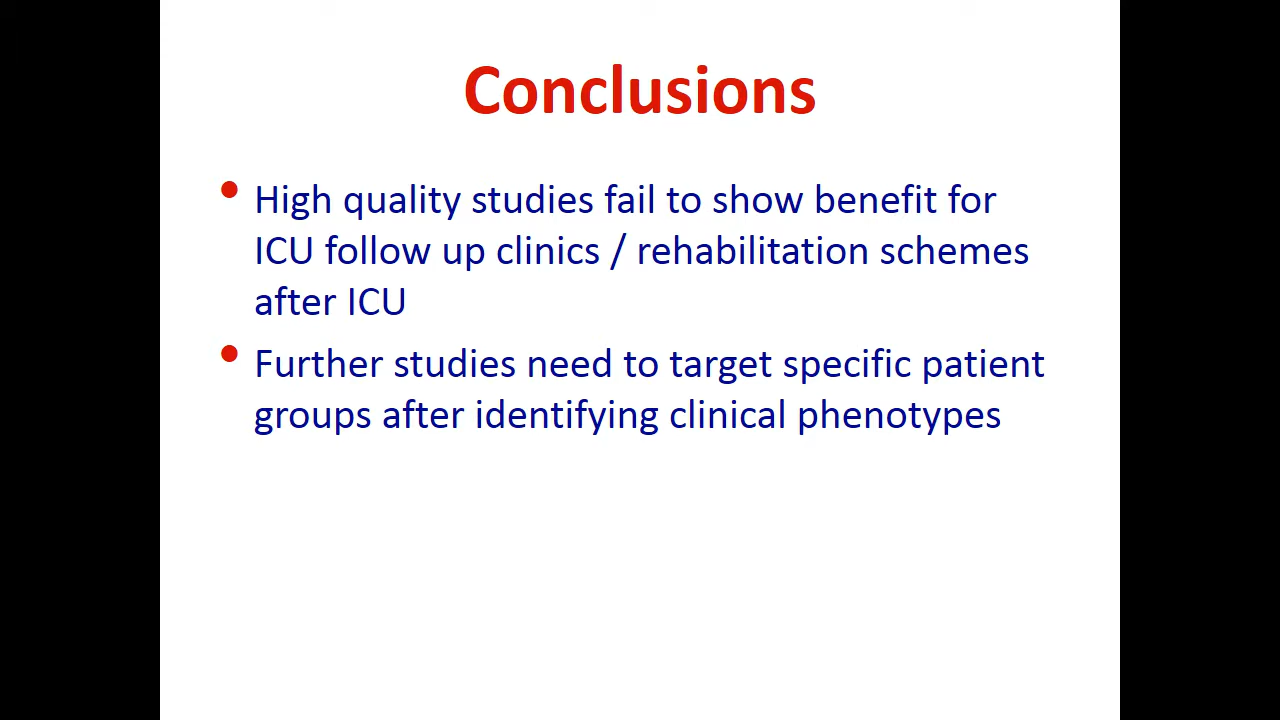 Conclusions
• High quality studies fail to show benefit for
ICU follow up clinics / rehabilitation schemes
after ICU
• Further studies need to target specific patient
groups after identifying clinical phenotypes